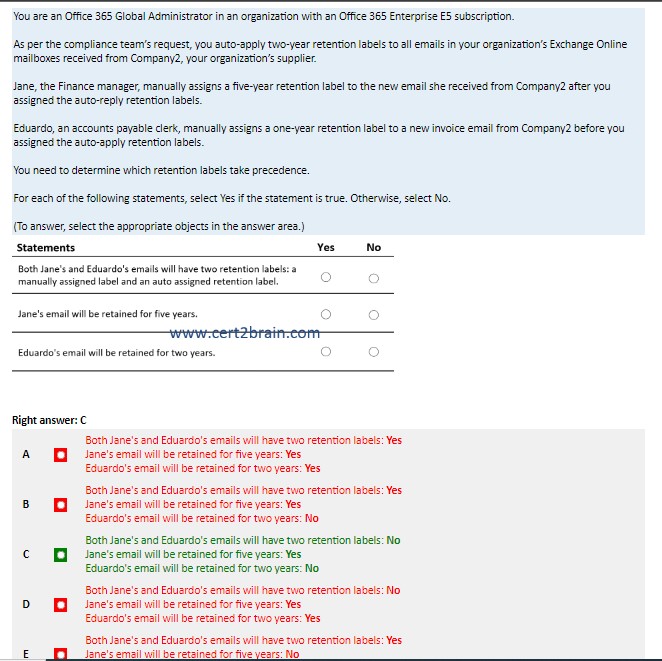 You are an Office 365 Global Administrator in an organization with an Office 365 Enterprise E5 subscription.
As per the compliance team's request, you auto-apply two-year retention labels to all emails in your organization's Exchange Online
mailboxes received from Company2, your organization's supplier.
Jane, the Finance manager, manually assigns a five-year retention label to the new email she received from Company2 after you
assigned the auto-reply retention labels.
Eduardo, an accounts payable clerk, manually assigns a one-year retention label to a new invoice email from Company2 before you
assigned the auto-apply retention labels.
You need to determine which retention labels take precedence.
For each of the following statements, select Yes if the statement is true. Otherwise, select No.
(To answer, select the appropriate objects in the answer area.)
Statements Yes No
Both Jane's and Eduardo's emails will have two retention labels: a
manually assigned label and an auto assigned retention label.
Jane's email will be retained for five years.
www.cert2brain.com
Eduardo's email will be retained for two years.
Right answer: C
Both Jane's and Eduardo's emails will have two retention labels: Yes
A Jane's email will be retained for five years: Yes
Eduardo's email will be retained for two years: Yes
Both Jane's and Eduardo's emails will have two retention labels: Yes
B Jane's email will be retained for five years: Yes
Eduardo's email will be retained for two years: No
Both Jane's and Eduardo's emails will have two retention labels: No
C Jane's email will be retained for five years: Yes
Eduardo's email will be retained for two years: No
Both Jane's and Eduardo's emails will have two retention labels: No
D Jane's email will be retained for five years: Yes
Eduardo's email will be retained for two years: Yes
Both Jane's and Eduardo's emails will have two retention labels: Yes
E Jane's email will be retained for five years: No